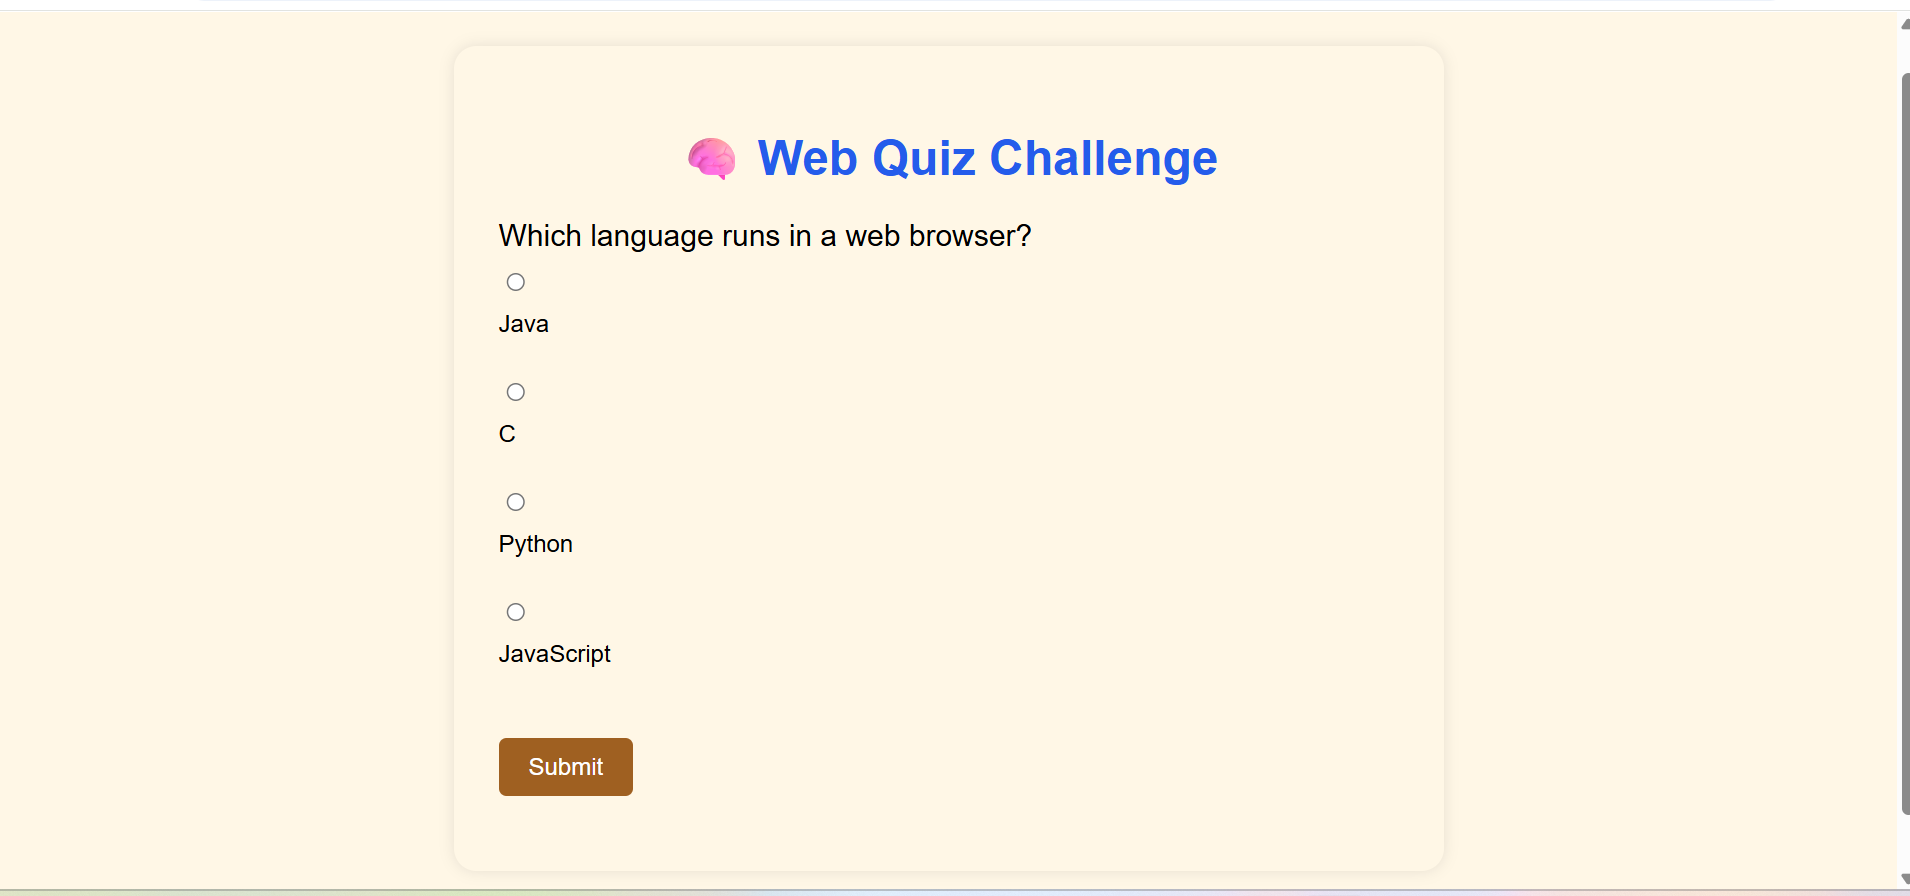 Web Quiz Challenge
Which language runs in a web browser?
Java
C
Python
JavaScript
Submit